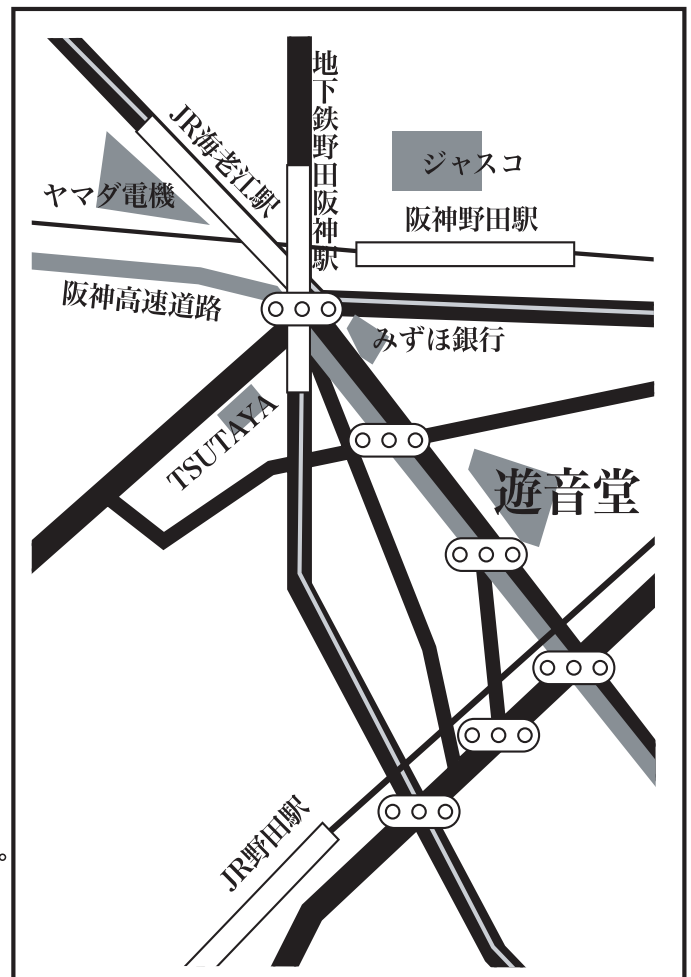 地下鉄野田阪神駅
JR海老江駅
ジャスコ
ヤマダ電機
阪神野田駅
阪神高速道路
みずほ銀行
TSUTAYA
遊音堂
JR野田駅
。